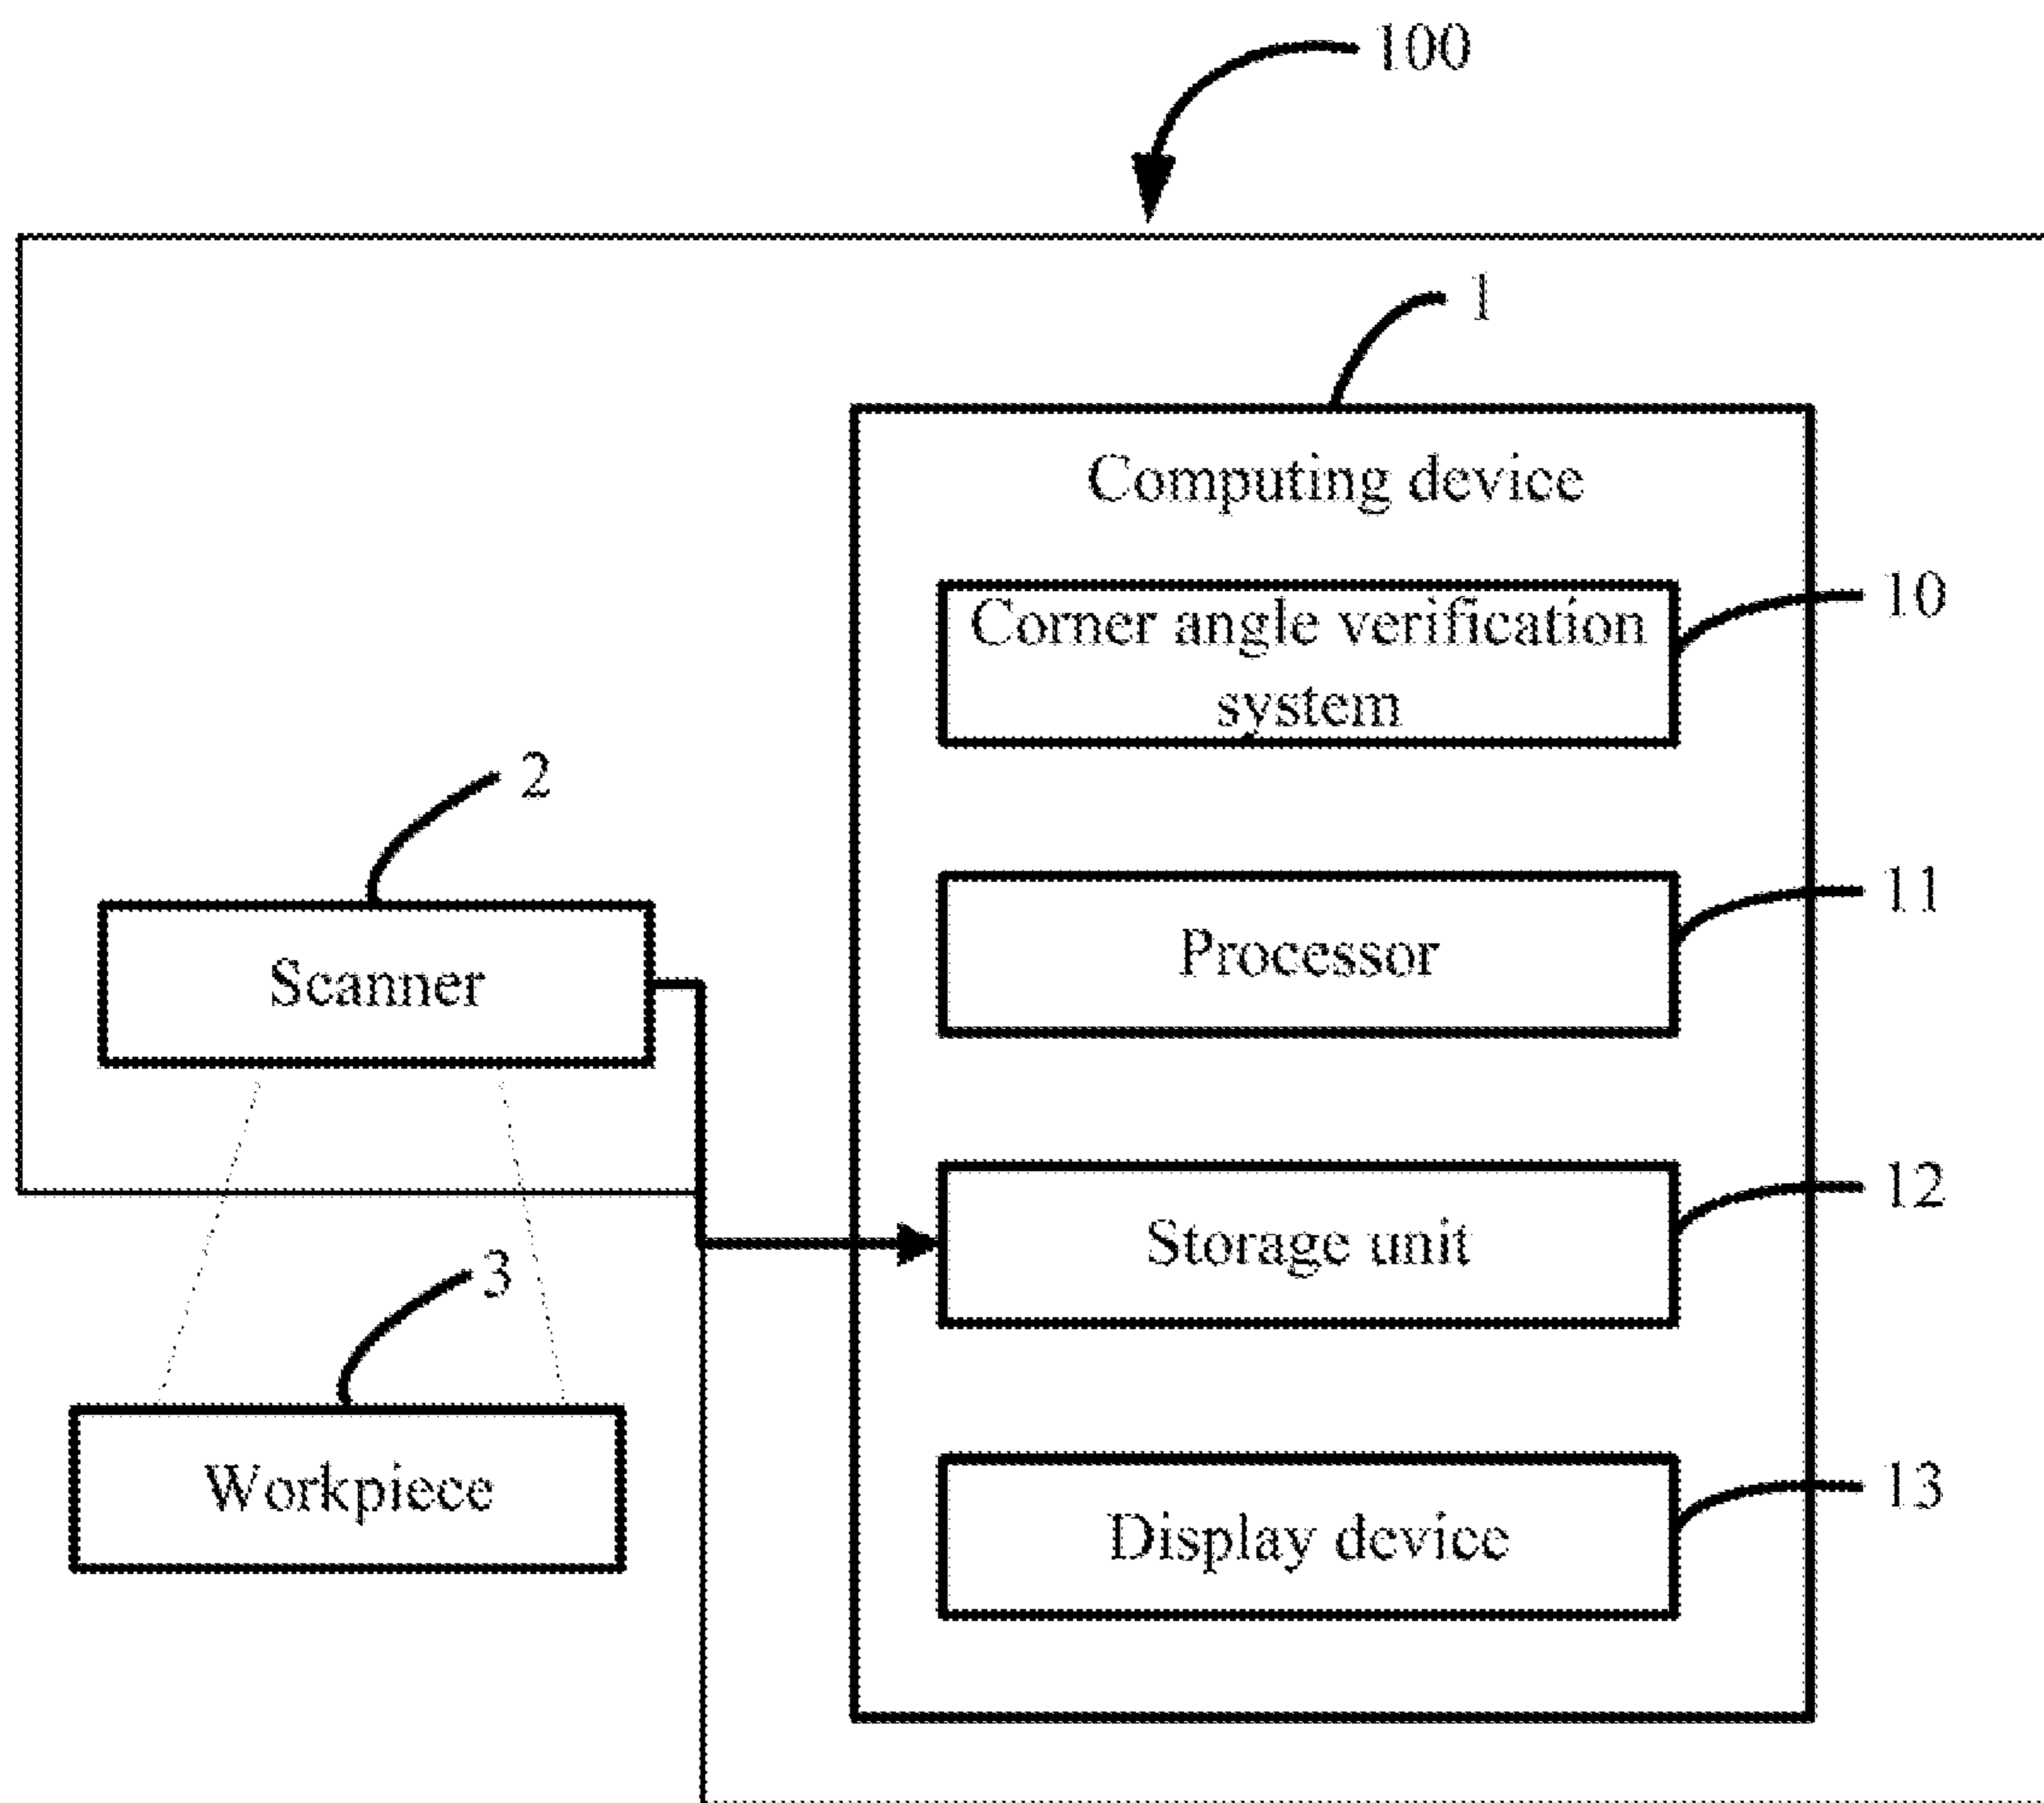 100
1
Computing device
10
Corner angle verification
system
2
11
Scanner
Processor
12
3
Storage unit
13
Workpiece
Display device